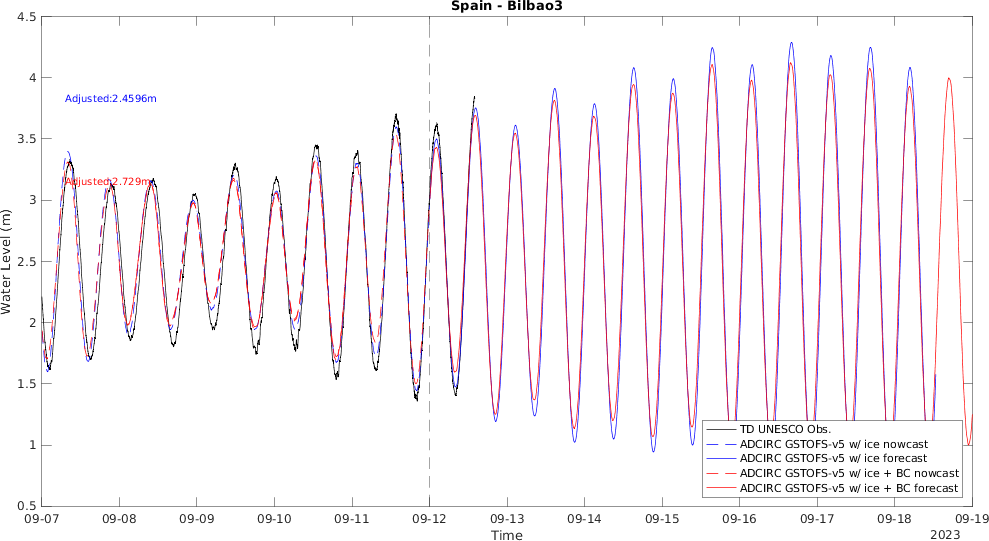 Spain - Bilbao3
4.5
4
3.5
3
2.5
2
1.5
1
0.5
Water Level (m)
Adjusted:2.4596m
Adjusted:2.729m
TD UNESCO Obs.
ADCIRC GSTOFS-v5 w/ ice nowcast
ADCIRC GSTOFS-v5 w/ ice forecast
ADCIRC GSTOFS-v5 w/ ice + BC nowcast
ADCIRC GSTOFS-v5 w/ ice + BC forecast
09-07 09-08 09-09 09-10 09-11 09-12 09-13 09-14 09-15 09-16 09-17 09-18 09-19
Time
2023